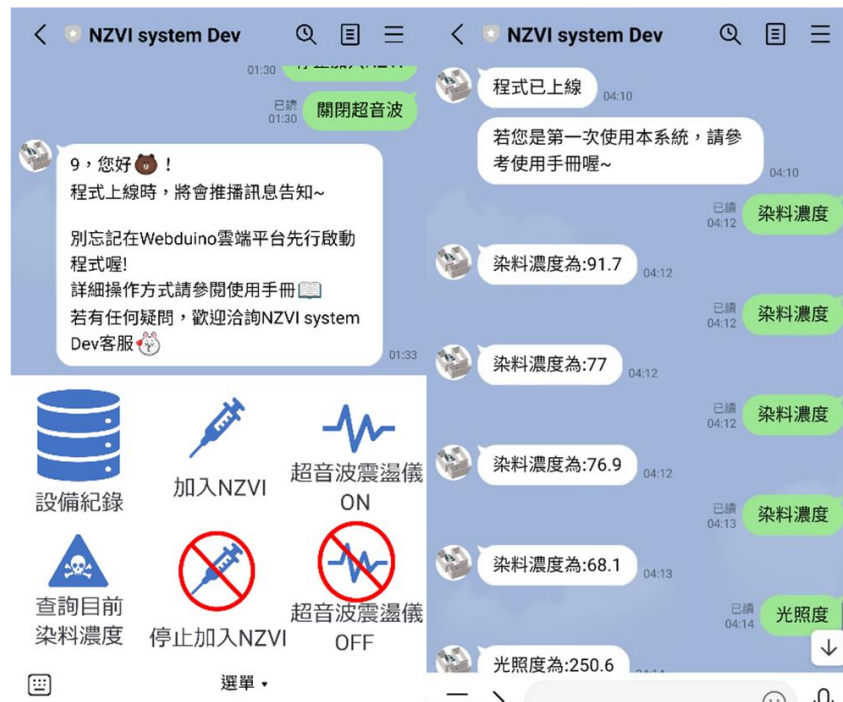 NZVI system Dev
01:30
已讀
01:30
關閉超音波
9，您好！
程式上線時，將會推播訊息告知~
別忘記在Webduino雲端平台先行啟動
程式喔!
詳細操作方式請參閱使用手冊
若有任何疑問，歡迎洽詢NZVI system
Dev客服
01:33
設備紀錄
加入NZVI
超音波震盪儀
ON
查詢目前
染料濃度
停止加入NZVI
超音波震盪儀
OFF
選單
NZVI system Dev
程式已上線
04:10
若您是第一次使用本系統，請參
考使用手冊喔~
04:10
已讀
04:12
染料濃度
染料濃度為:91.7
04:12
已讀
04:12
染料濃度
染料濃度為:77
04:12
已讀
04:12
染料濃度
染料濃度為:76.9
04:12
已讀
04:13
染料濃度
染料濃度為:68.1
04:13
已讀
04:14
光照度
光照度為:250.6